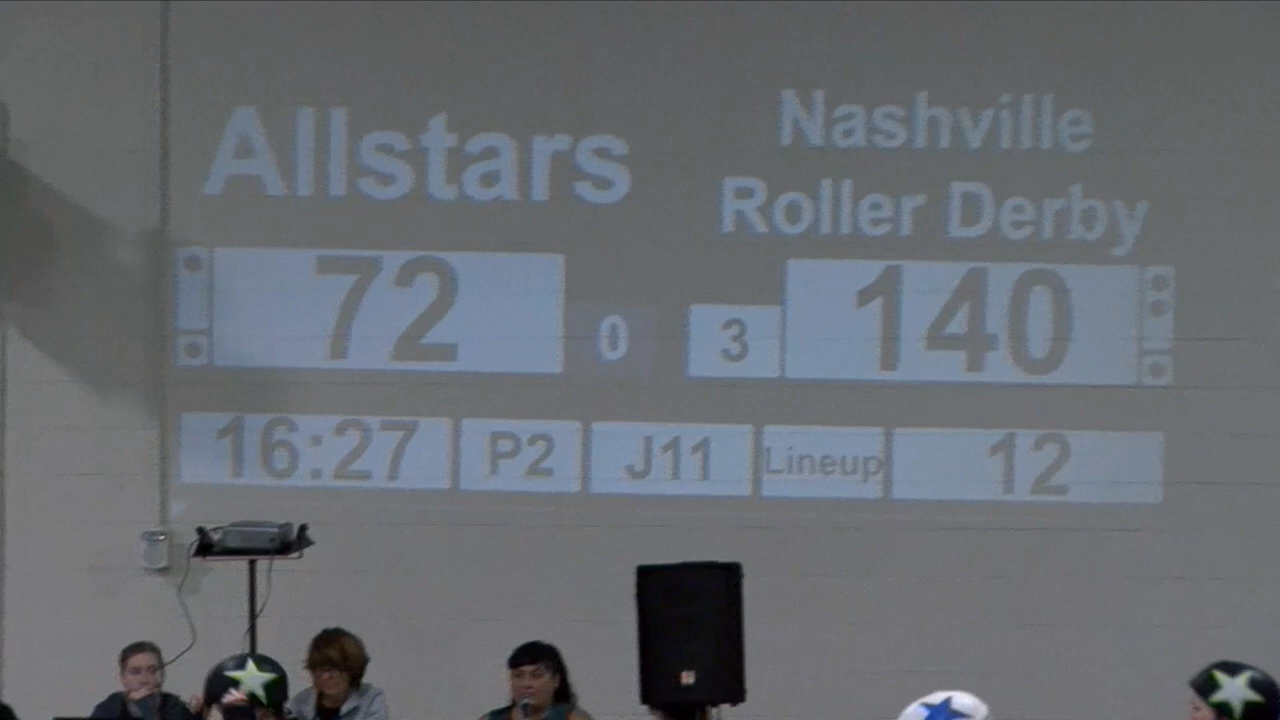 Allstars
Nashville
Roller Derby
72
0
3
140
16:27
P2
J11
Lineup
12